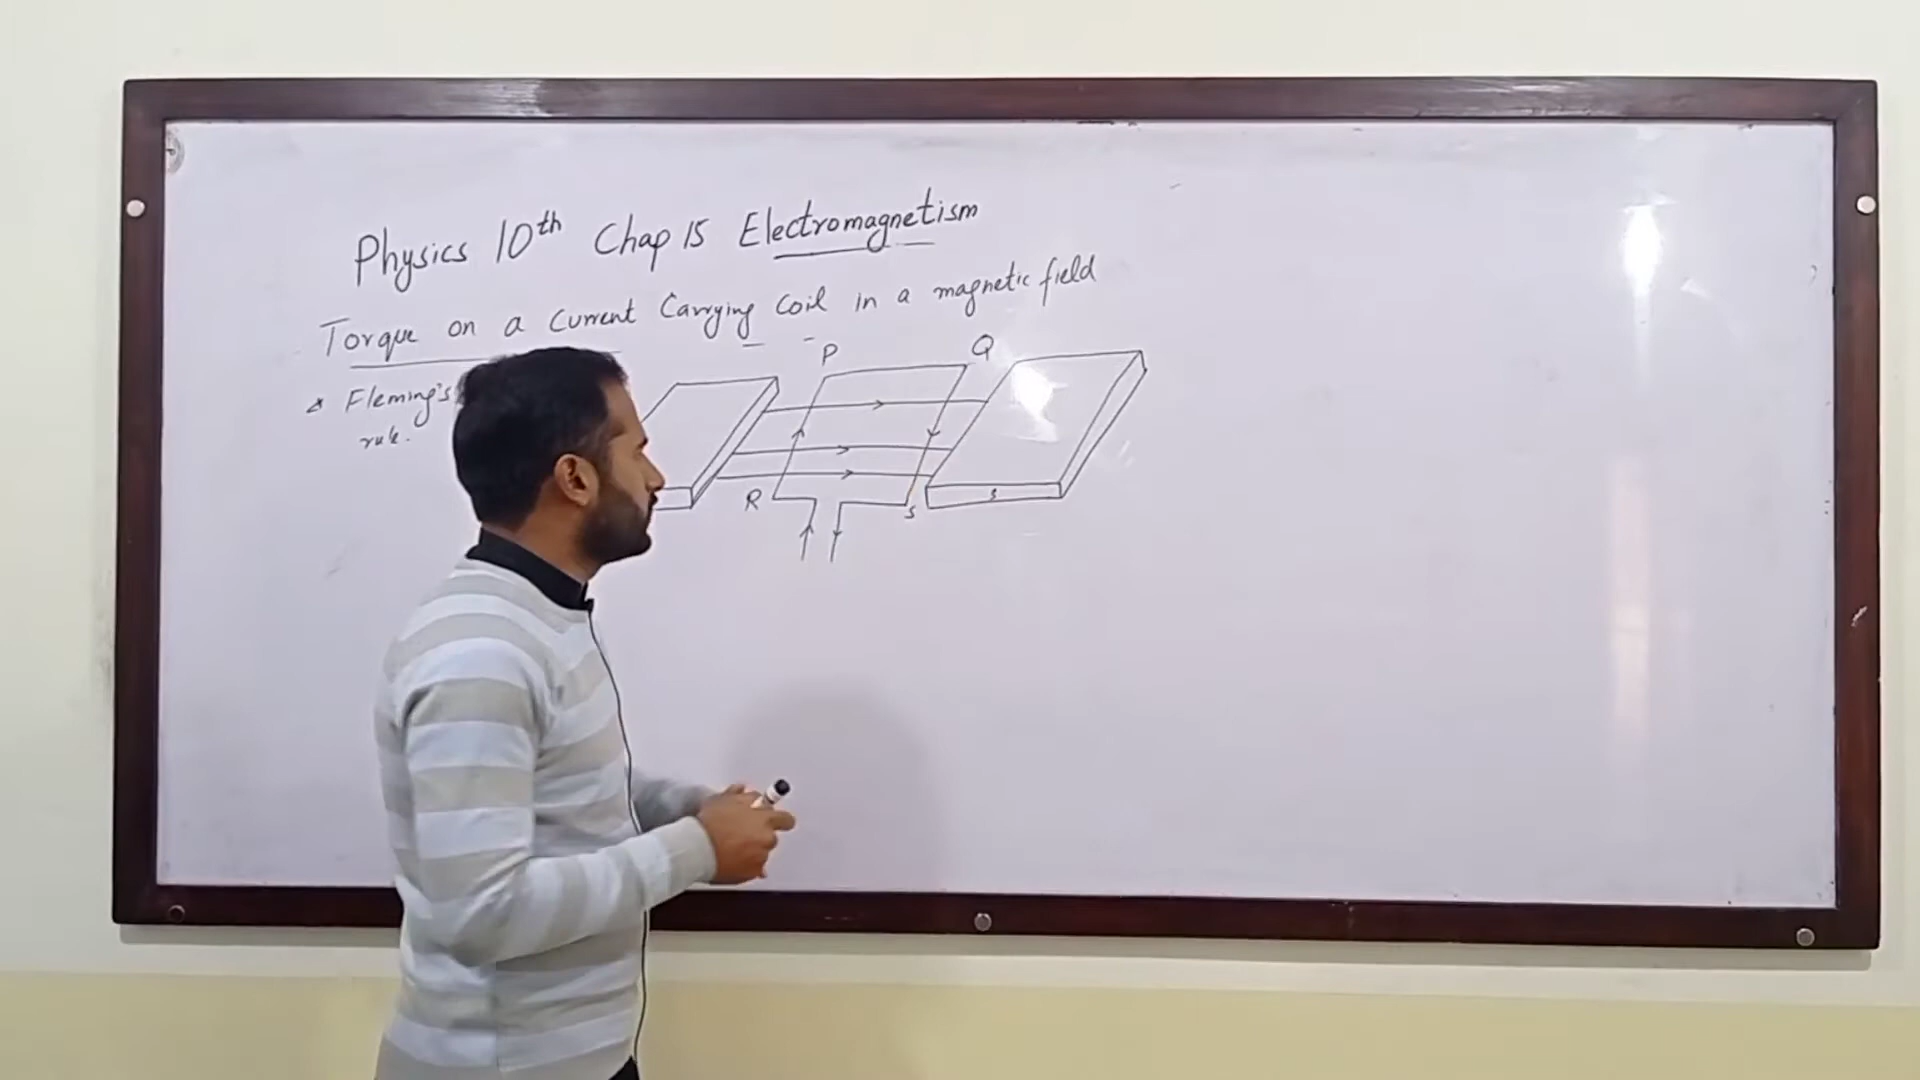 Physics 10th Chap 15 Electromagnetism
Torque on a Current Carrying Coil in a magnetic field
Fleming's
rule.
P
Q
R
S
S